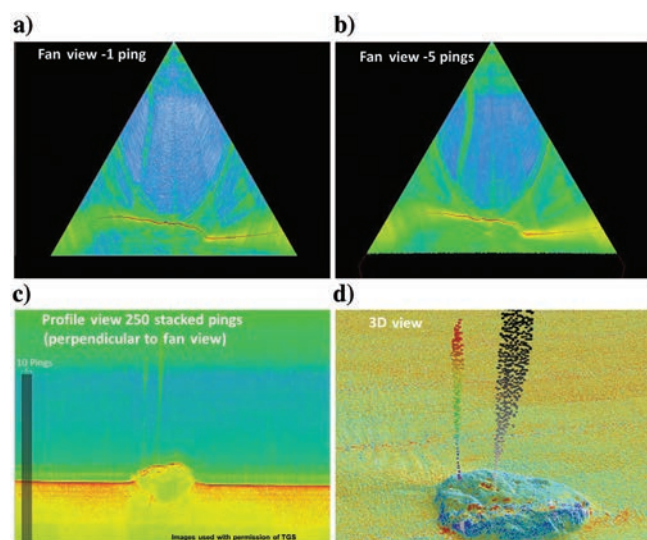 a)
Fan view -1 ping
b)
Fan view -5 pings
c)
Profile view 250 stacked pings
(perpendicular to fan view)
10 Pings
Images used with permission of TGS
d)
3D view